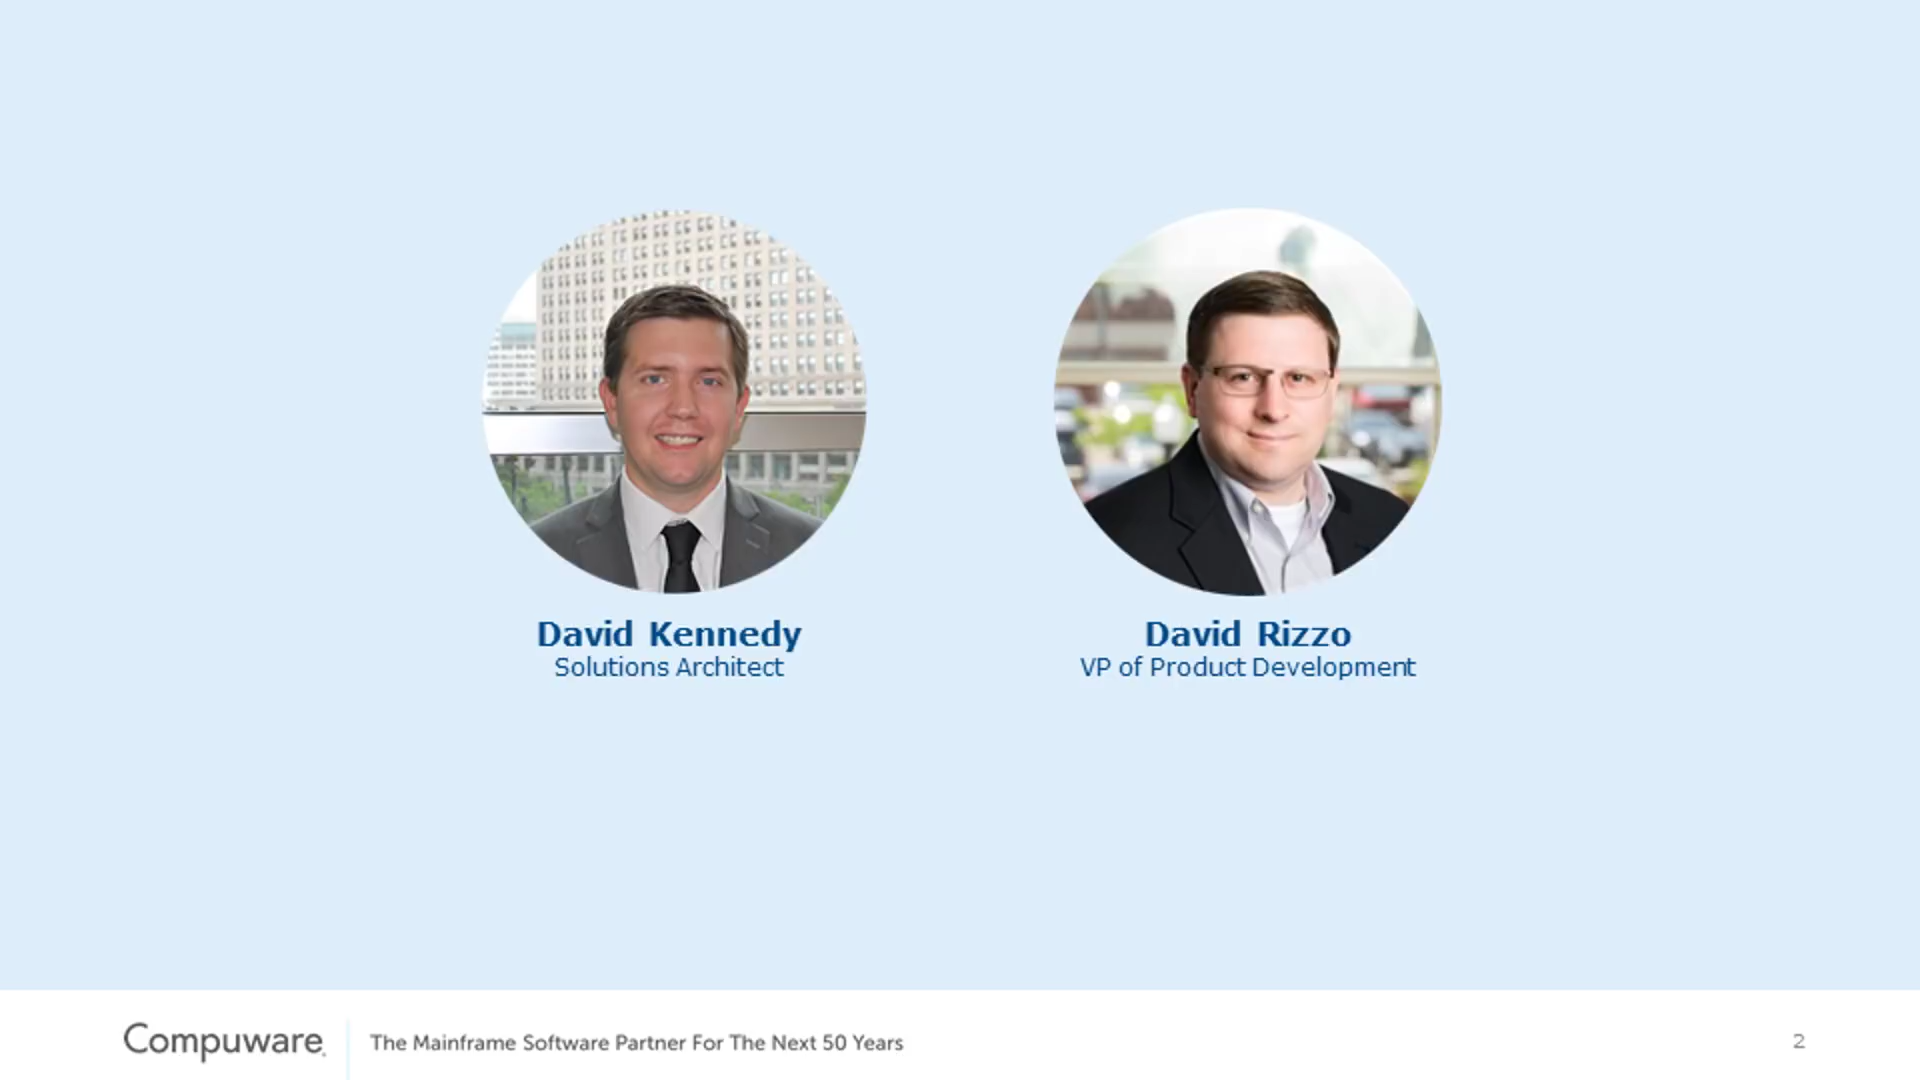 David Kennedy
Solutions Architect
David Rizzo
VP of Product Development
Compuware
The Mainframe Software Partner For The Next 50 Years
2